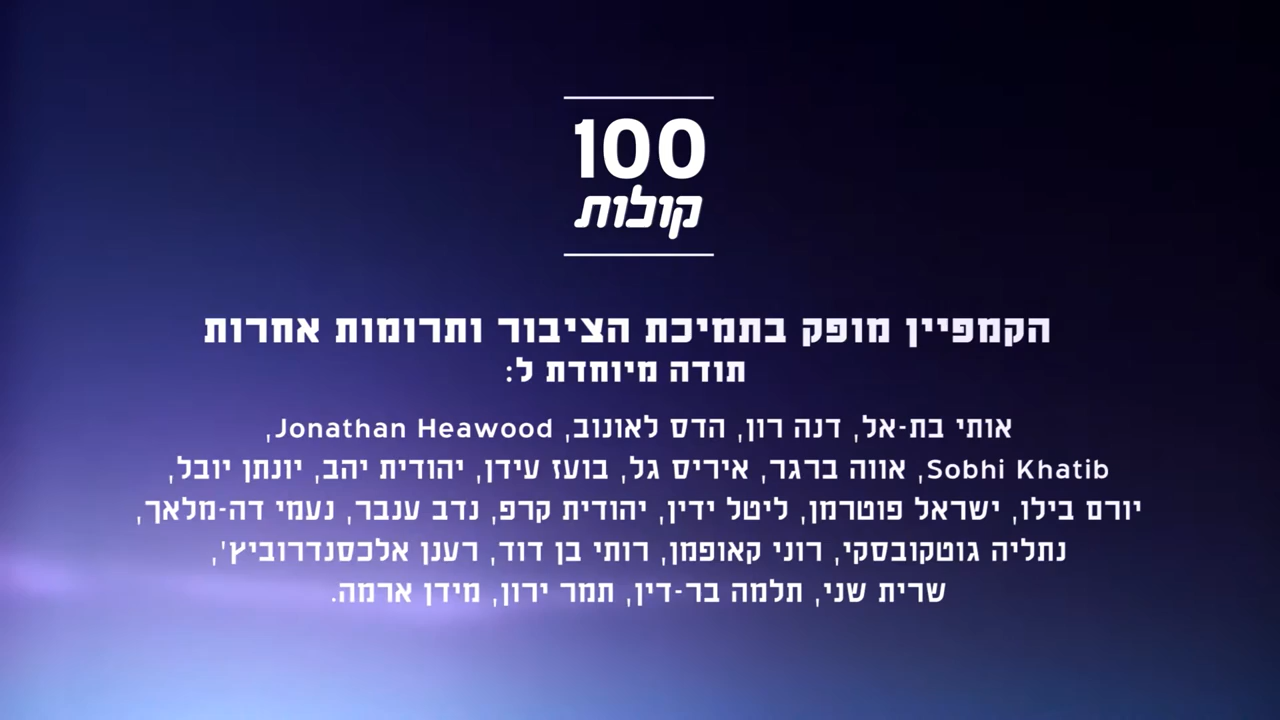 100
קולות
הקמפיין מופק בתמיכת הציבור ותרומות אחרות
תודה מיוחדת ל:
אותי בת-אל, דנה רון, הדס לאונוב, Jonathan Heawood,
Sobhi Khatib, אווה ברגר, איריס גל, בועז עידן, יהודית יהב, יונתן יובל,
יורם בילו, ישראל פוטרמן, ליטל ידין, יהודית קרפ, נדב ענבר, נעמי דה-מלאך,
נתליה גוטקובסקי, רוני קאופמן, רותי בן דוד, רענן אלכסנדרוביץ',
שרית שני, תלמה בר-דין, תמר ירון, מידן ארמה.